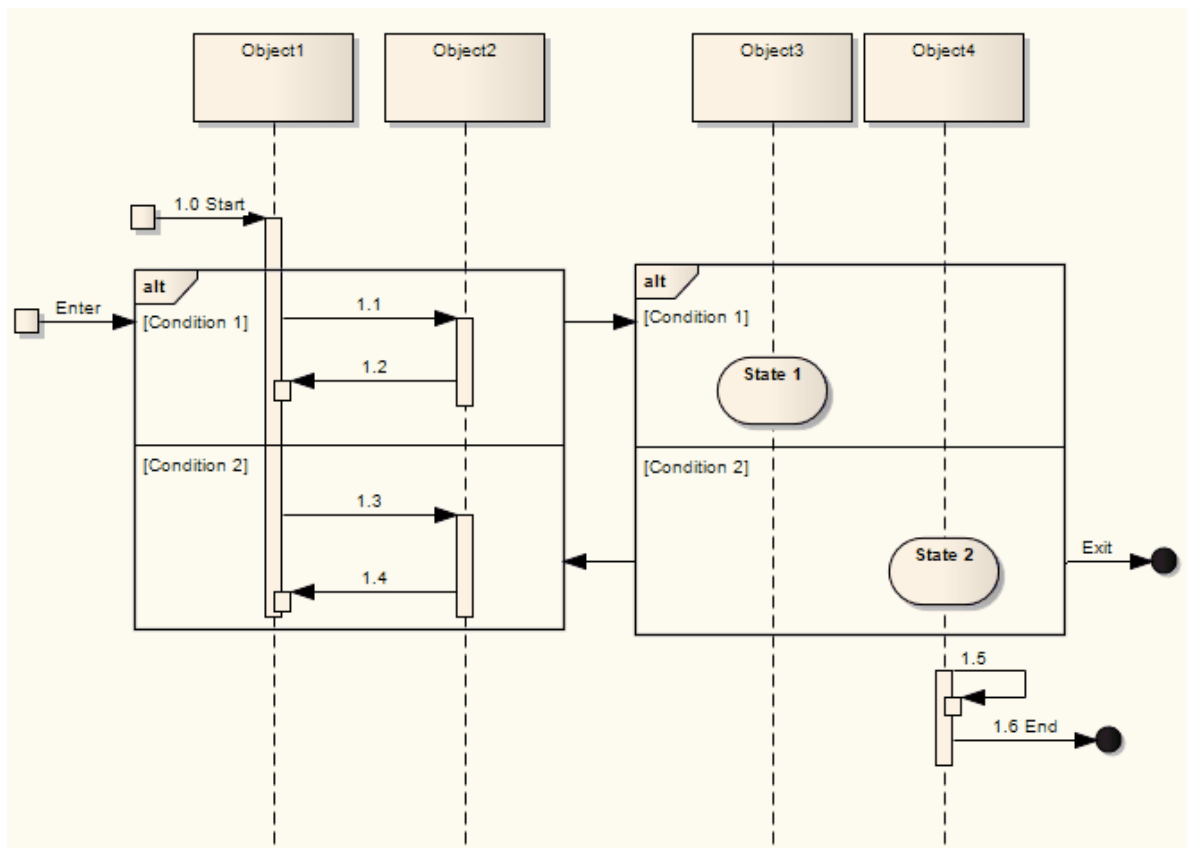 Object1
Object2
Object3
Object4
1.0 Start
alt
alt
Enter
[Condition 1]
1.1
[Condition 1]
1.2
State 1
[Condition 2]
[Condition 2]
1.3
State 2
Exit
1.4
1.5
1.6 End